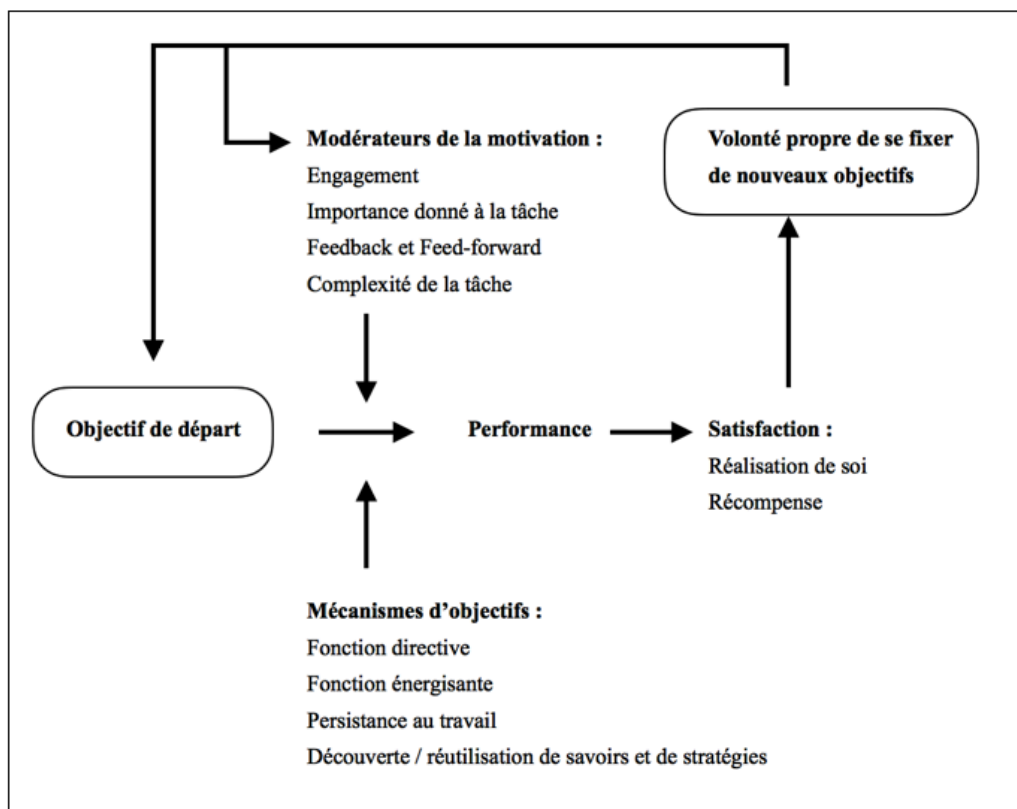 Modérateurs de la motivation :
Engagement
Importance donné à la tâche
Feedback et Feed-forward
Complexité de la tâche
Volonté propre de se fixer
de nouveaux objectifs
Objectif de départ
Performance
Satisfaction :
Réalisation de soi
Récompense
Mécanismes d’objectifs :
Fonction directive
Fonction énergisante
Persistance au travail
Découverte / réutilisation de savoirs et de stratégies